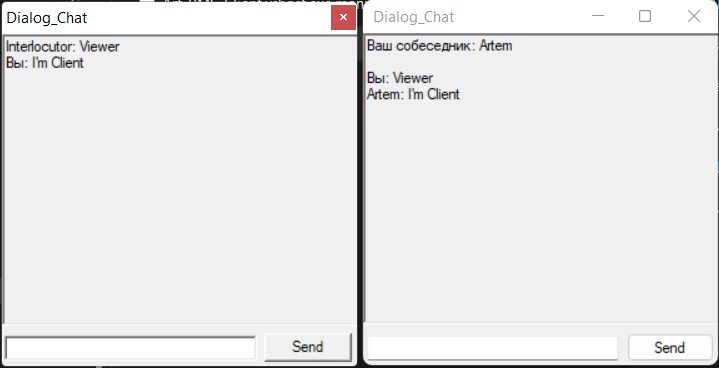 Dialog_Chat
Interlocutor: Viewer
Вы: I'm Client
Send
Dialog_Chat
Ваш собеседник: Artem
Вы: Viewer
Artem: I'm Client
Send